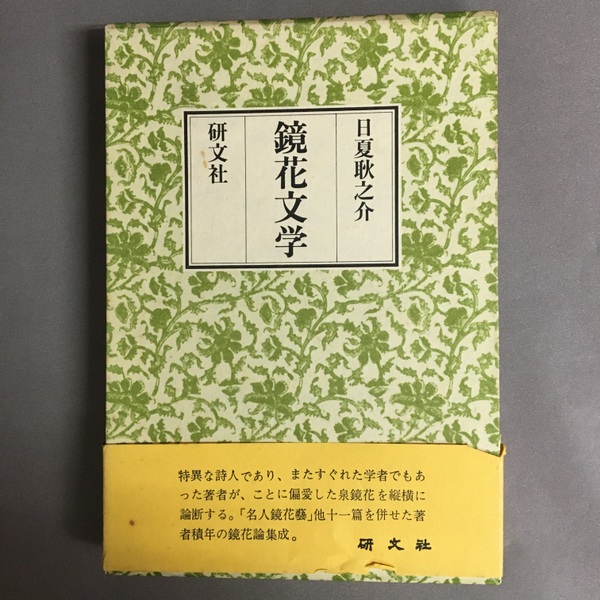 日夏耿之介
鏡花文学
研文社
特異な詩人であり、またすぐれた学者でもあ
った著者が、ことに偏愛した泉鏡花を縦横に
論断する。「名人鏡花藝」他十一篇を併せた著
者積年の鏡花論集成。
研文社